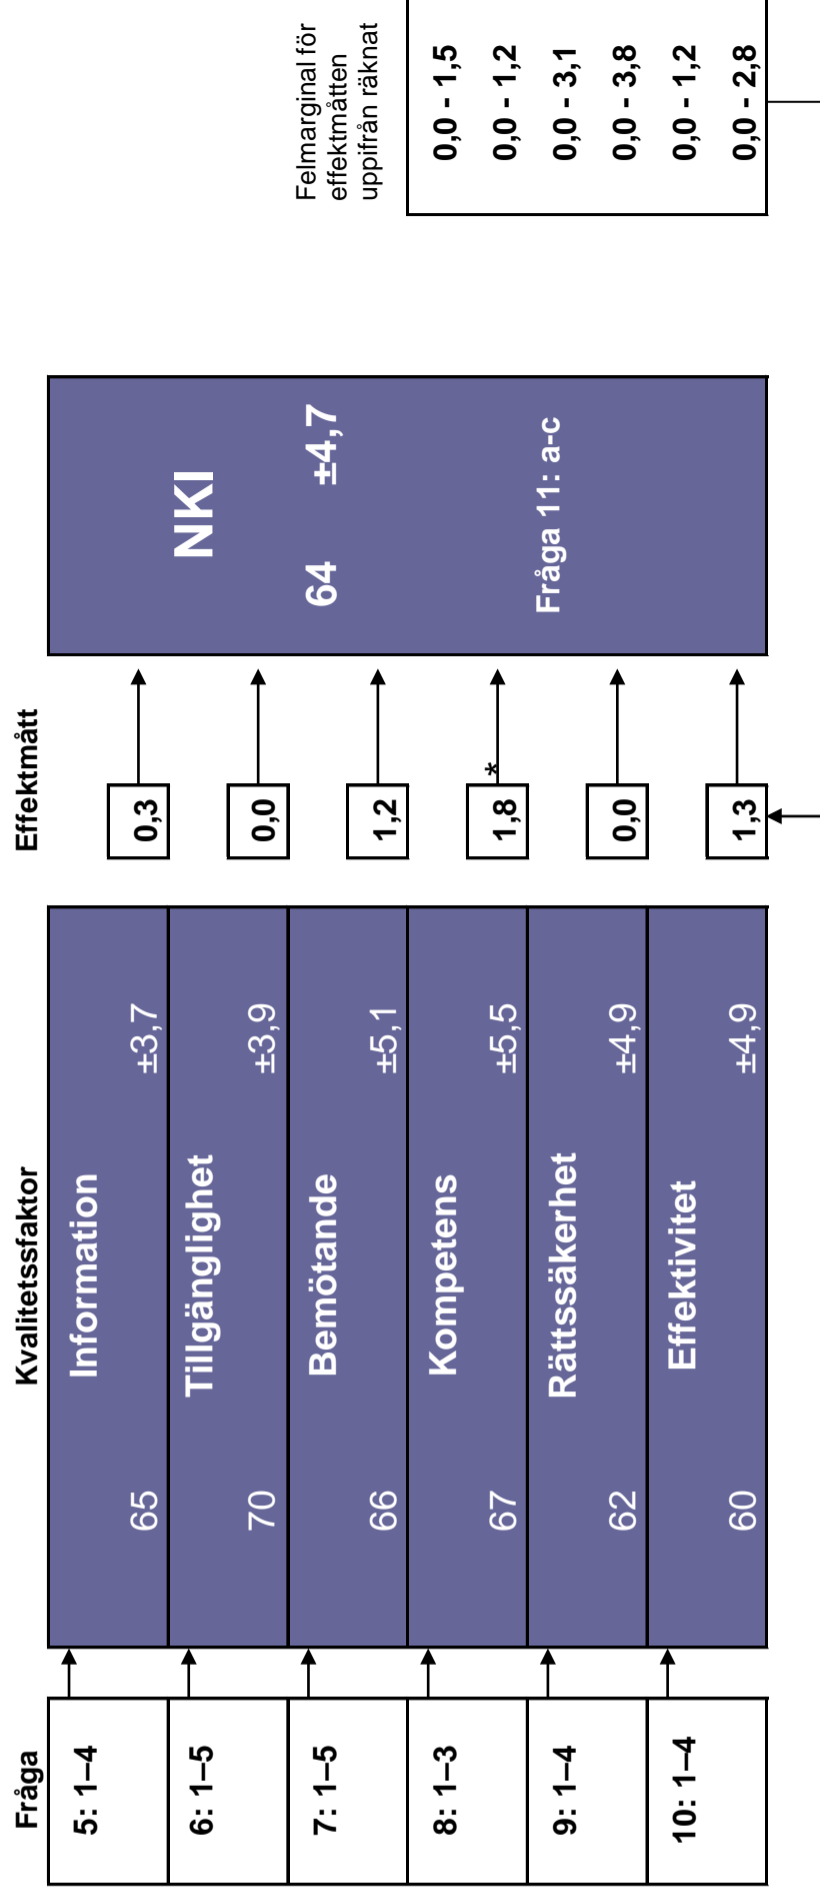 Fråga
Kvalitetssfaktor
Effektmått
Felmarginal för
effektmåtten
uppifrån räknat
5: 1–4
Information
65 ±3,7
0,3
0,0 - 1,5
6: 1–5
Tillgänglighet
70 ±3,9
0,0
0,0 - 1,2
7: 1–5
Bemötande
66 ±5,1
1,2
0,0 - 3,1
8: 1–3
Kompetens
67 ±5,5
1,8 *
0,0 - 3,8
9: 1–4
Rättssäkerhet
62 ±4,9
0,0
0,0 - 1,2
10: 1–4
Effektivitet
60 ±4,9
1,3
0,0 - 2,8
NKI
64 ±4,7
Fråga 11: a-c